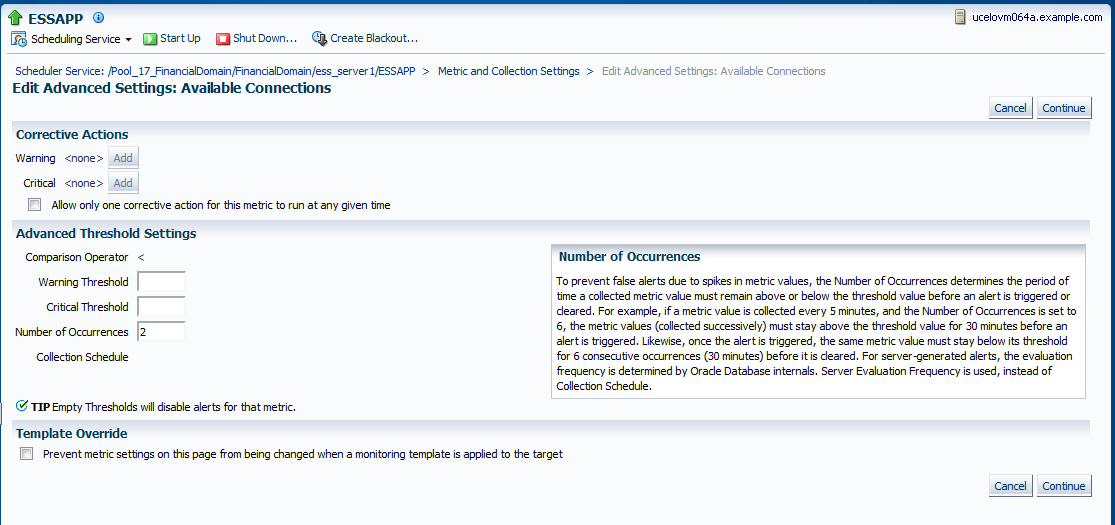 ESSAPP
ucelovm064a.example.com
Scheduling Service Start Up Shut Down... Create Blackout...
Scheduler Service: /Pool_17_FinancialDomain/FinancialDomain/ess_server1/ESSAPP > Metric and Collection Settings > Edit Advanced Settings: Available Connections
Edit Advanced Settings: Available Connections
Cancel Continue
Corrective Actions
Warning <none> Add
Critical <none> Add
Allow only one corrective action for this metric to run at any given time
Advanced Threshold Settings
Comparison Operator <
Warning Threshold
Critical Threshold
Number of Occurrences 2
Collection Schedule
Number of Occurrences
To prevent false alerts due to spikes in metric values, the Number of Occurrences determines the period of
time a collected metric value must remain above or below the threshold value before an alert is triggered or
cleared. For example, if a metric value is collected every 5 minutes, and the Number of Occurrences is set to
6, the metric values (collected successively) must stay above the threshold value for 30 minutes before an
alert is triggered. Likewise, once the alert is triggered, the same metric value must stay below its threshold
for 6 consecutive occurrences (30 minutes) before it is cleared. For server-generated alerts, the evaluation
frequency is determined by Oracle Database internals. Server Evaluation Frequency is used, instead of
Collection Schedule.
TIP Empty Thresholds will disable alerts for that metric.
Template Override
Prevent metric settings on this page from being changed when a monitoring template is applied to the target
Cancel Continue